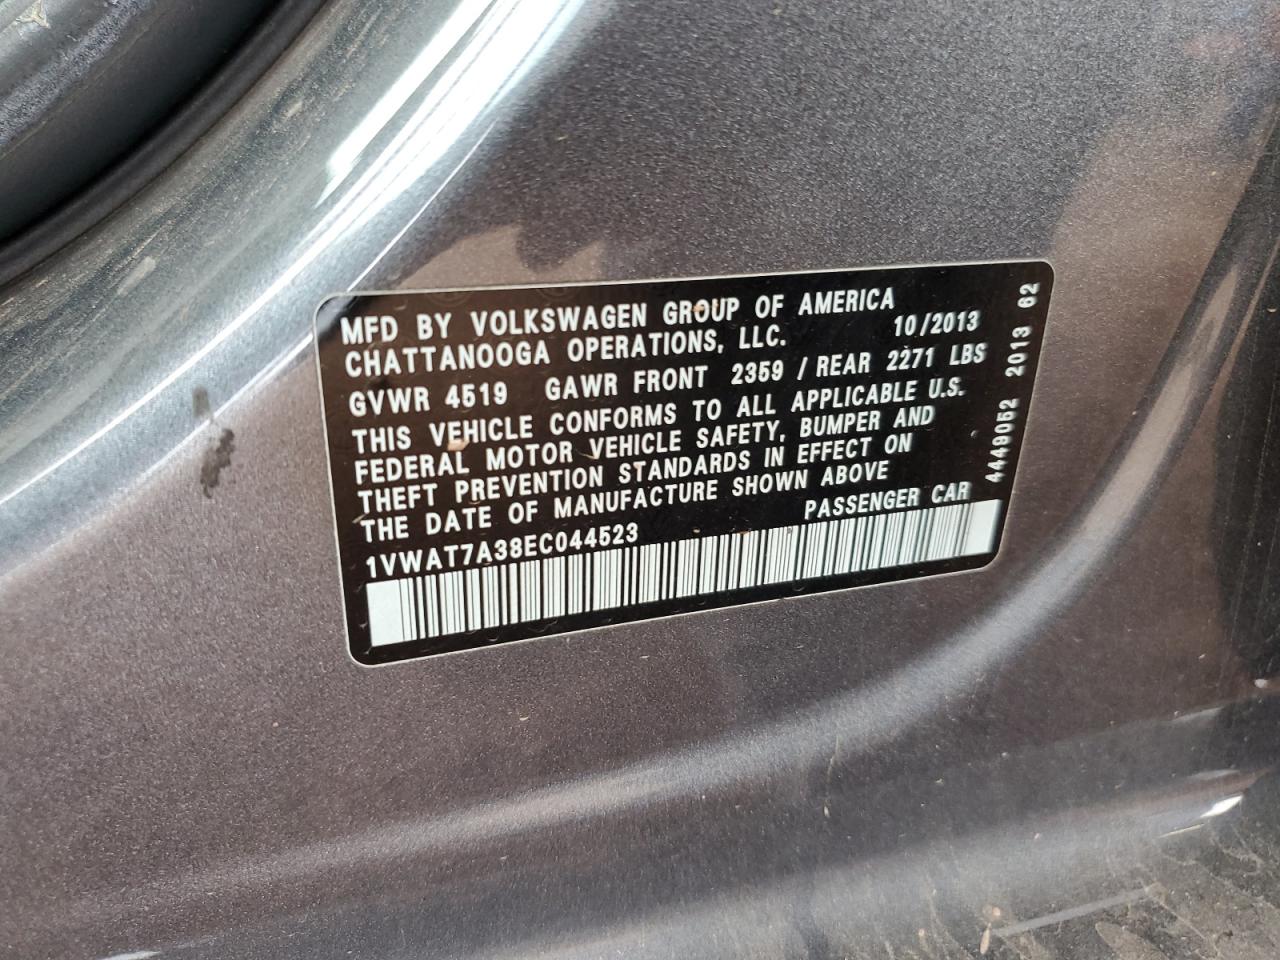 MFD BY VOLKSWAGEN GROUP OF AMERICA
CHATTANOOGA OPERATIONS, LLC. 10/2013
GVWR 4519 GAWR FRONT 2359 / REAR 2271 LBS
THIS VEHICLE CONFORMS TO ALL APPLICABLE U.S.
FEDERAL MOTOR VEHICLE SAFETY, BUMPER AND
THEFT PREVENTION STANDARDS IN EFFECT ON
THE DATE OF MANUFACTURE SHOWN ABOVE
1VWAT7A38EC044523 PASSENGER CAR
4449052 2013 62